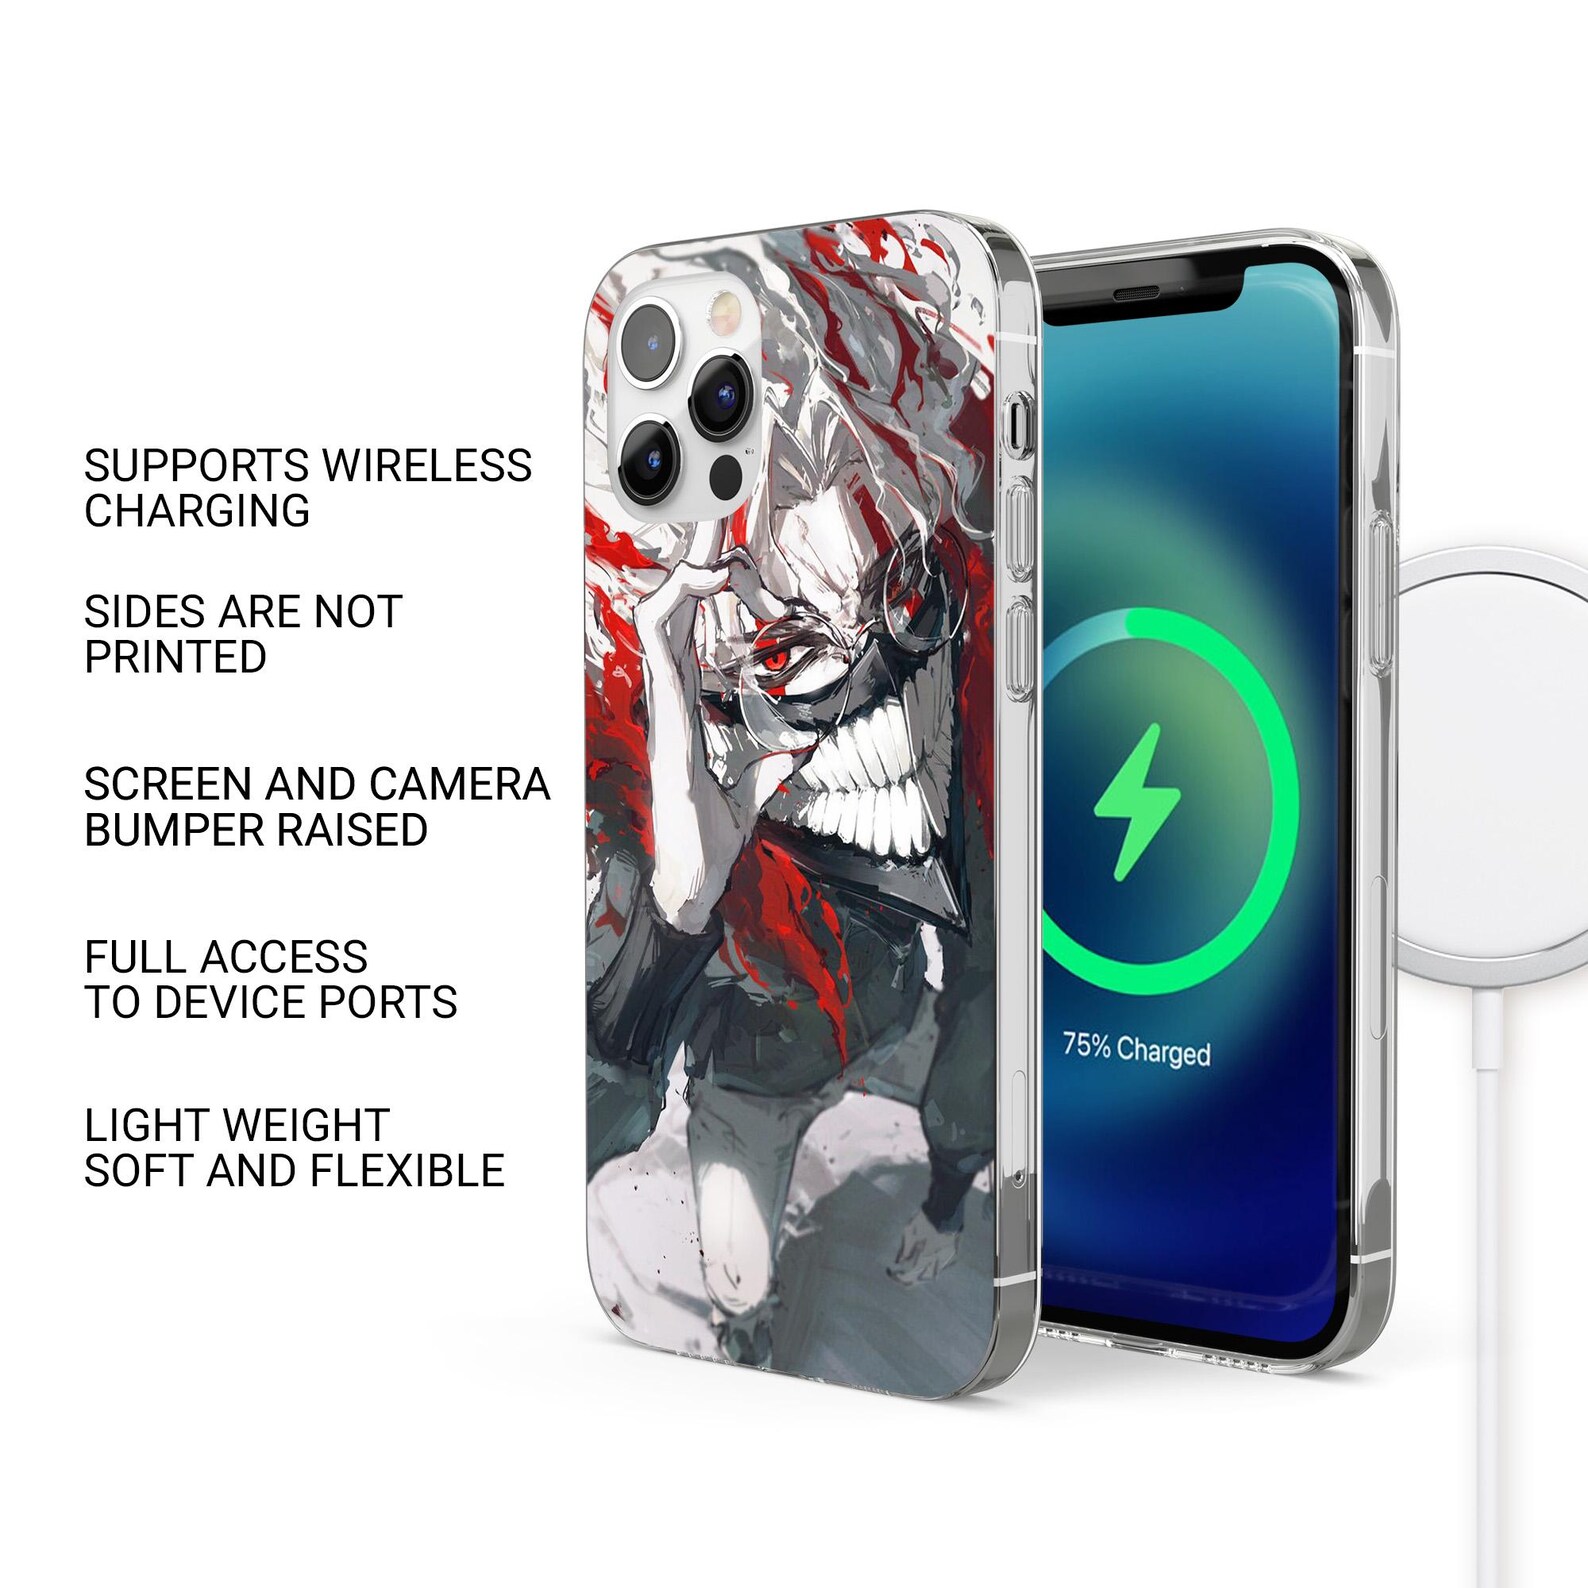 SUPPORTS WIRELESS
CHARGING
SIDES ARE NOT
PRINTED
SCREEN AND CAMERA
BUMPER RAISED
FULL ACCESS
TO DEVICE PORTS
LIGHT WEIGHT
SOFT AND FLEXIBLE
75% Charged